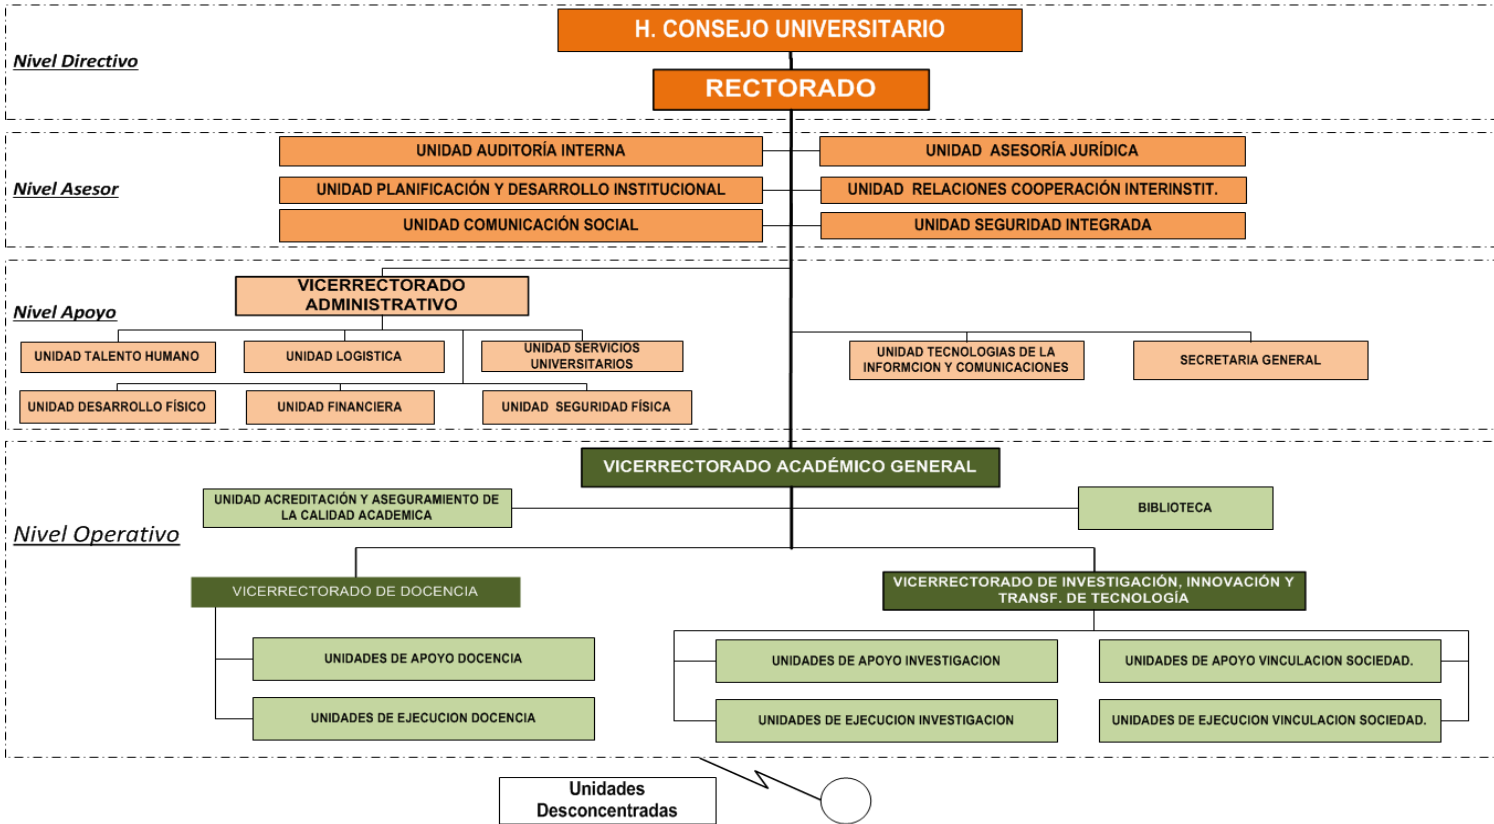 H. CONSEJO UNIVERSITARIO
Nivel Directivo
RECTORADO
UNIDAD AUDITORÍA INTERNA
UNIDAD ASESORÍA JURÍDICA
Nivel Asesor
UNIDAD PLANIFICACIÓN Y DESARROLLO INSTITUCIONAL
UNIDAD RELACIONES COOPERACIÓN INTERINSTIT.
UNIDAD COMUNICACIÓN SOCIAL
UNIDAD SEGURIDAD INTEGRADA
VICERRECTORADO
ADMINISTRATIVO
Nivel Apoyo
UNIDAD TALENTO HUMANO
UNIDAD LOGISTICA
UNIDAD SERVICIOS
UNIVERSITARIOS
UNIDAD TECNOLOGIAS DE LA
INFORMCION Y COMUNICACIONES
SECRETARIA GENERAL
UNIDAD DESARROLLO FÍSICO
UNIDAD FINANCIERA
UNIDAD SEGURIDAD FÍSICA
VICERRECTORADO ACADÉMICO GENERAL
UNIDAD ACREDITACIÓN Y ASEGURAMIENTO DE
LA CALIDAD ACADEMICA
BIBLIOTECA
Nivel Operativo
VICERRECTORADO DE DOCENCIA
VICERRECTORADO DE INVESTIGACIÓN, INNOVACIÓN Y
TRANSF. DE TECNOLOGÍA
UNIDADES DE APOYO DOCENCIA
UNIDADES DE APOYO INVESTIGACION
UNIDADES DE APOYO VINCULACION SOCIEDAD.
UNIDADES DE EJECUCION DOCENCIA
UNIDADES DE EJECUCION INVESTIGACION
UNIDADES DE EJECUCION VINCULACION SOCIEDAD.
Unidades
Desconcentradas